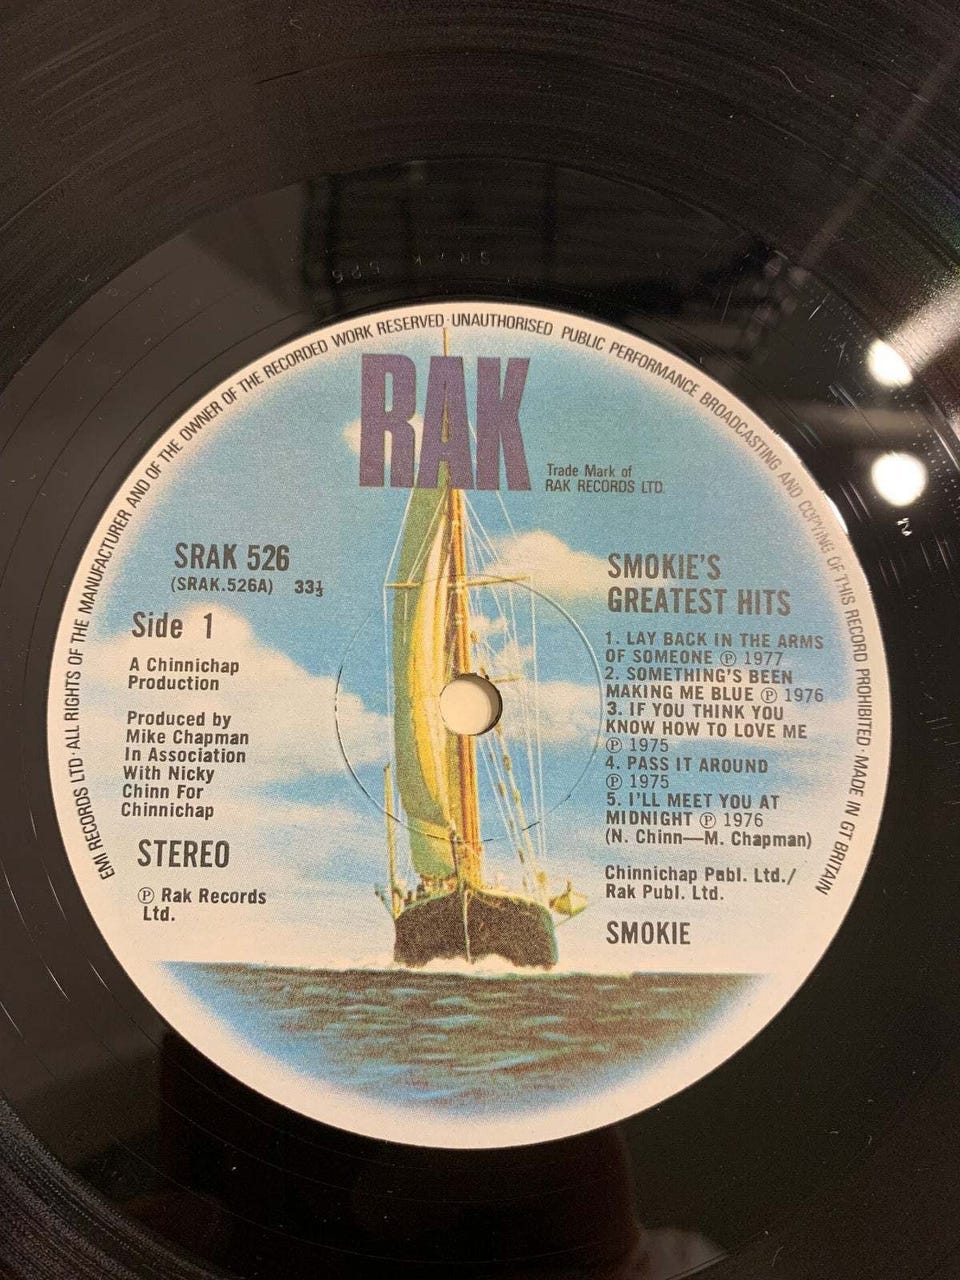 SRAK 526
EMI RECORDS LTD·ALL RIGHTS OF THE MANUFACTURER AND OF THE OWNER OF THE RECORDED WORK RESERVED·UNAUTHORISED PUBLIC PERFORMANCE BROADCASTING AND COPYING OF THIS RECORD PROHIBITED·MADE IN GT BRITAIN
RAK
Trade Mark of
RAK RECORDS LTD.
SRAK 526
(SRAK.526A) 33⅓
Side 1
A Chinnichap
Production
Produced by
Mike Chapman
In Association
With Nicky
Chinn For
Chinnichap
STEREO
℗ Rak Records
Ltd.
SMOKIE'S
GREATEST HITS
1. LAY BACK IN THE ARMS
OF SOMEONE ℗ 1977
2. SOMETHING'S BEEN
MAKING ME BLUE ℗ 1976
3. IF YOU THINK YOU
KNOW HOW TO LOVE ME
℗ 1975
4. PASS IT AROUND
℗ 1975
5. I'LL MEET YOU AT
MIDNIGHT ℗ 1976
(N. Chinn—M. Chapman)
Chinnichap Publ. Ltd./
Rak Publ. Ltd.
SMOKIE